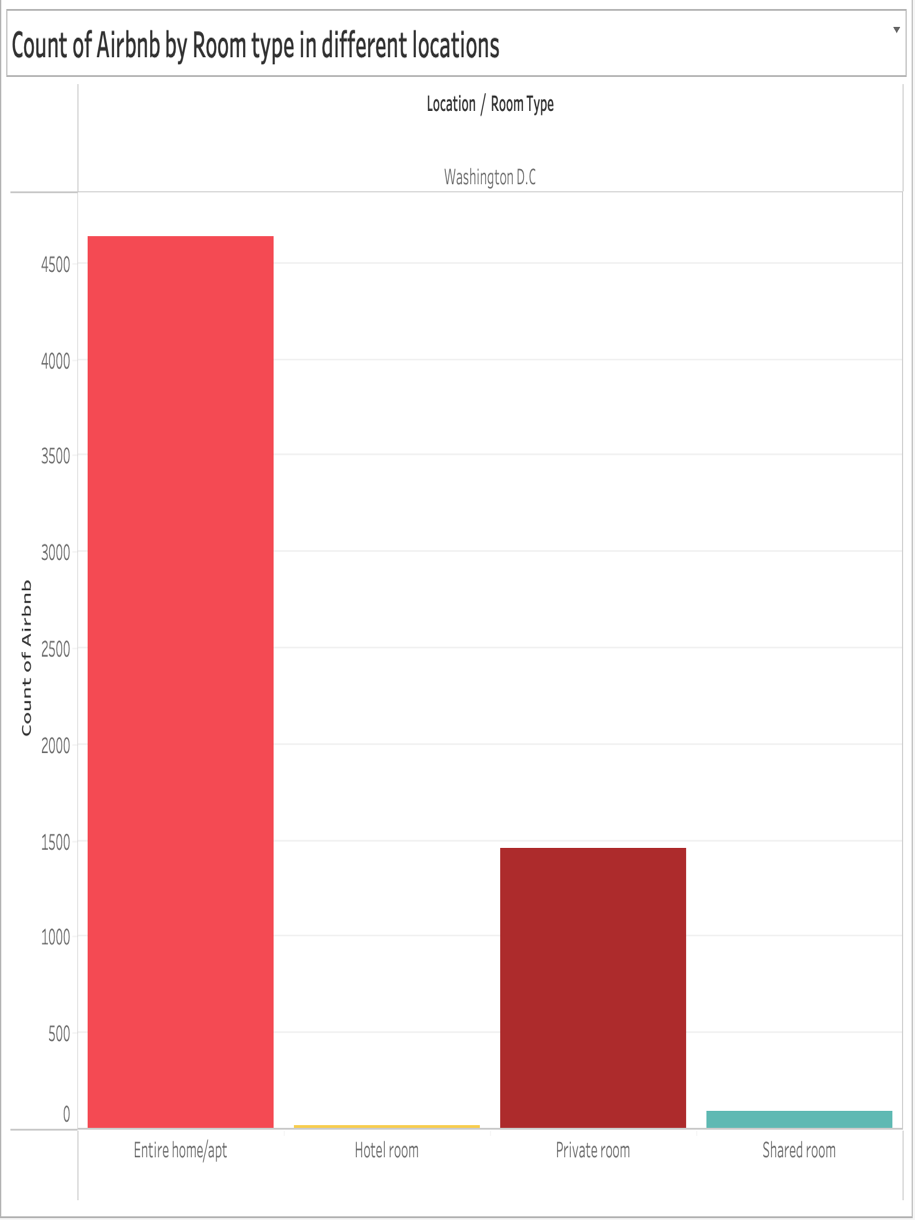 Count of Airbnb by Room type in different locations
Location / Room Type
Washington D.C
Count of Airbnb
4500
4000
3500
3000
2500
2000
1500
1000
500
0
Entire home/apt
Hotel room
Private room
Shared room